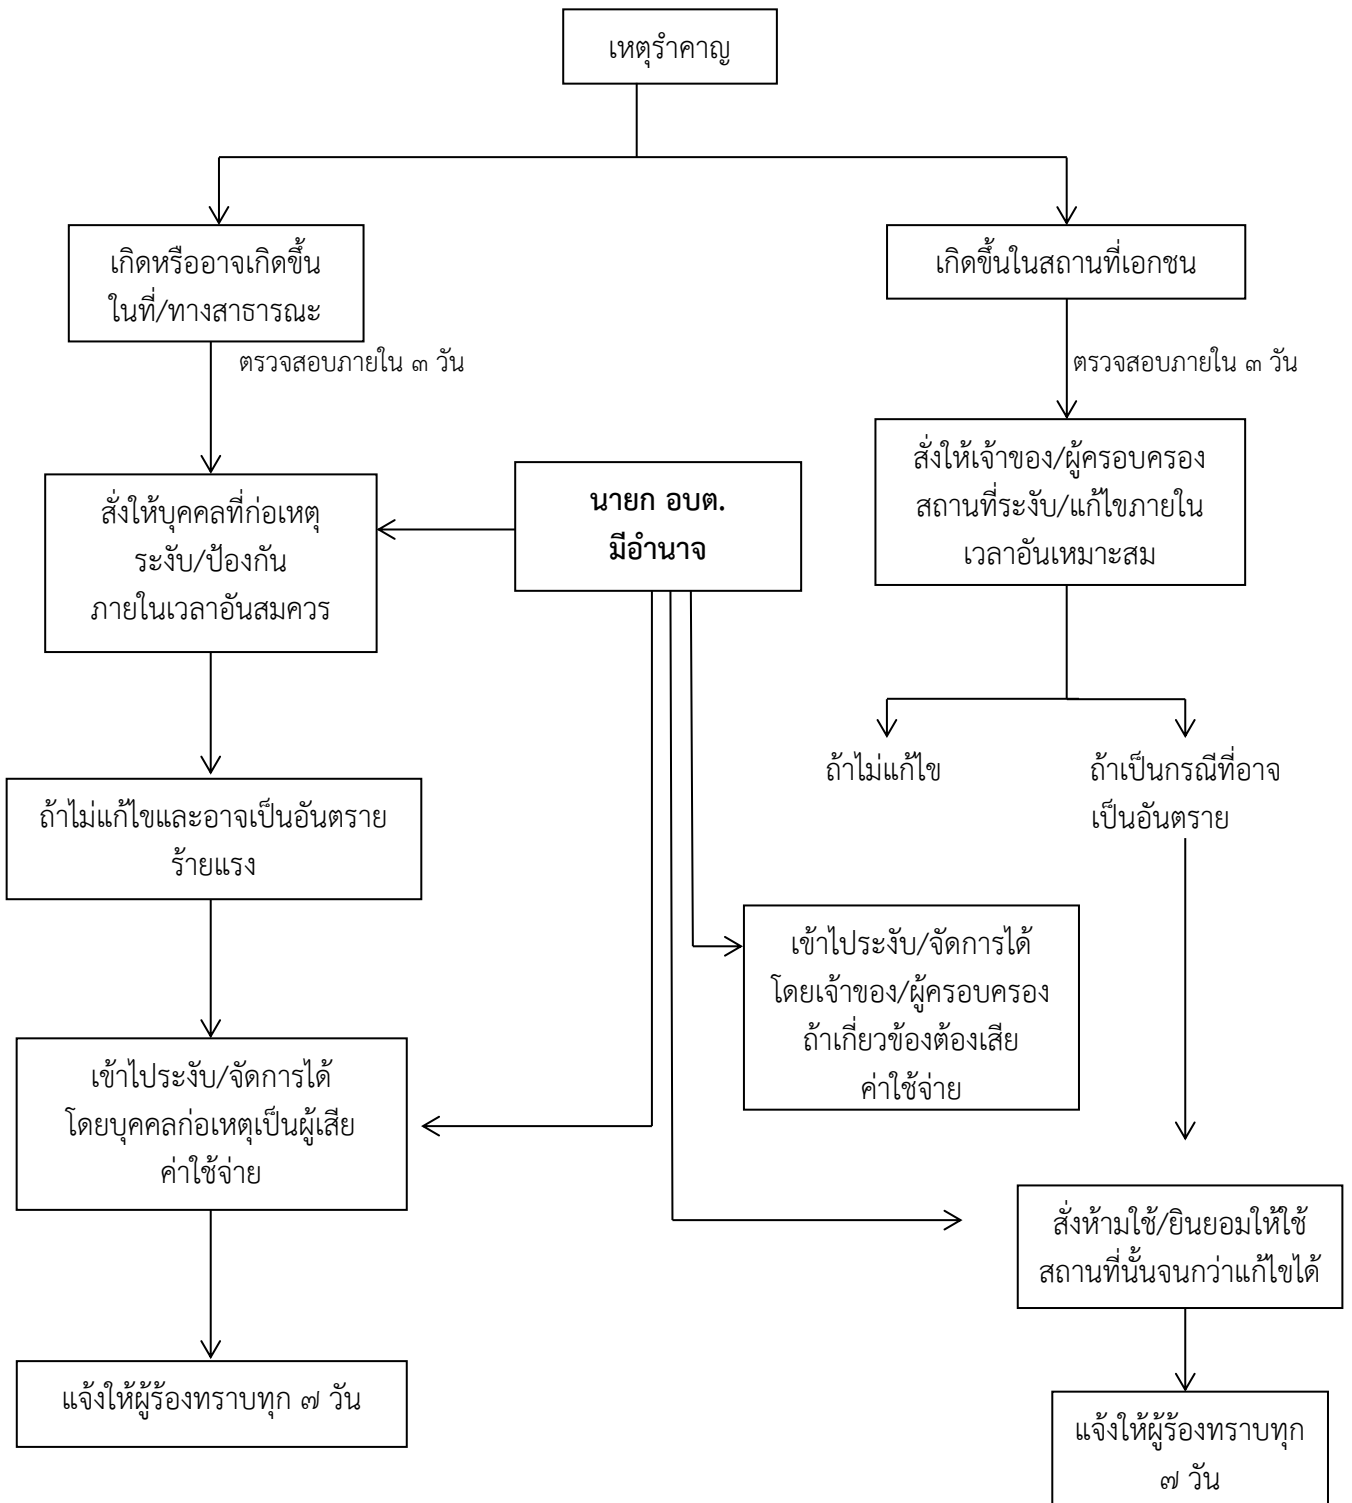 เหตุรำคาญ
เกิดหรืออาจเกิดขึ้น
ในที่/ทางสาธารณะ
เกิดขึ้นในสถานที่เอกชน
ตรวจสอบภายใน ๓ วัน
ตรวจสอบภายใน ๓ วัน
สั่งให้บุคคลที่ก่อเหตุ
ระงับ/ป้องกัน
ภายในเวลาอันสมควร
นายก อบต.
มีอำนาจ
สั่งให้เจ้าของ/ผู้ครอบครอง
สถานที่ระงับ/แก้ไขภายใน
เวลาอันเหมาะสม
ถ้าไม่แก้ไขและอาจเป็นอันตราย
ร้ายแรง
ถ้าไม่แก้ไข
ถ้าเป็นกรณีที่อาจ
เป็นอันตราย
เข้าไประงับ/จัดการได้
โดยเจ้าของ/ผู้ครอบครอง
ถ้าเกี่ยวข้องต้องเสีย
ค่าใช้จ่าย
เข้าไประงับ/จัดการได้
โดยบุคคลก่อเหตุเป็นผู้เสีย
ค่าใช้จ่าย
สั่งห้ามใช้/ยินยอมให้ใช้
สถานที่นั้นจนกว่าแก้ไขได้
แจ้งให้ผู้ร้องทราบทุก ๗ วัน
แจ้งให้ผู้ร้องทราบทุก
๗ วัน